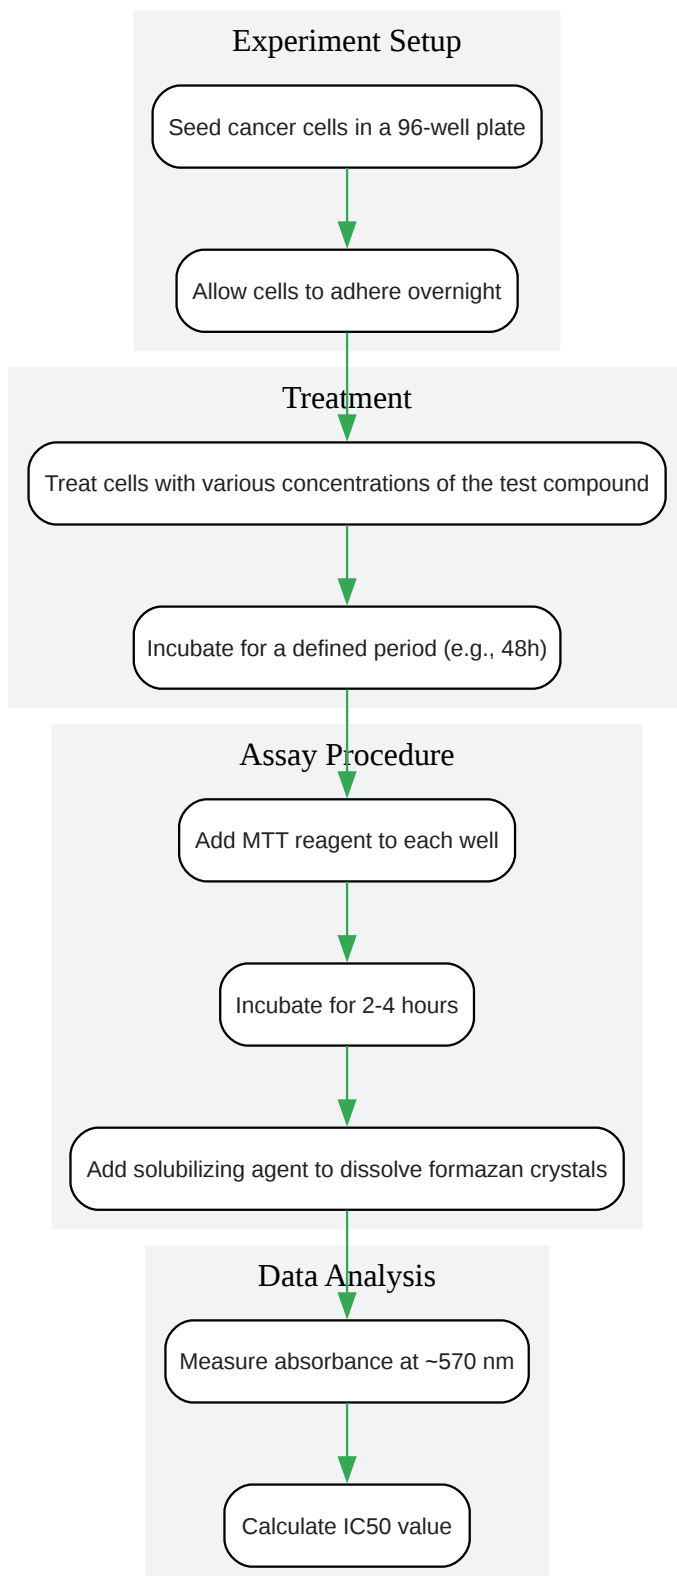 Experiment Setup
Seed cancer cells in a 96-well plate
Allow cells to adhere overnight
Treatment
Treat cells with various concentrations of the test compound
Incubate for a defined period (e.g., 48h)
Assay Procedure
Add MTT reagent to each well
Incubate for 2-4 hours
Add solubilizing agent to dissolve formazan crystals
Data Analysis
Measure absorbance at ~570 nm
Calculate IC50 value